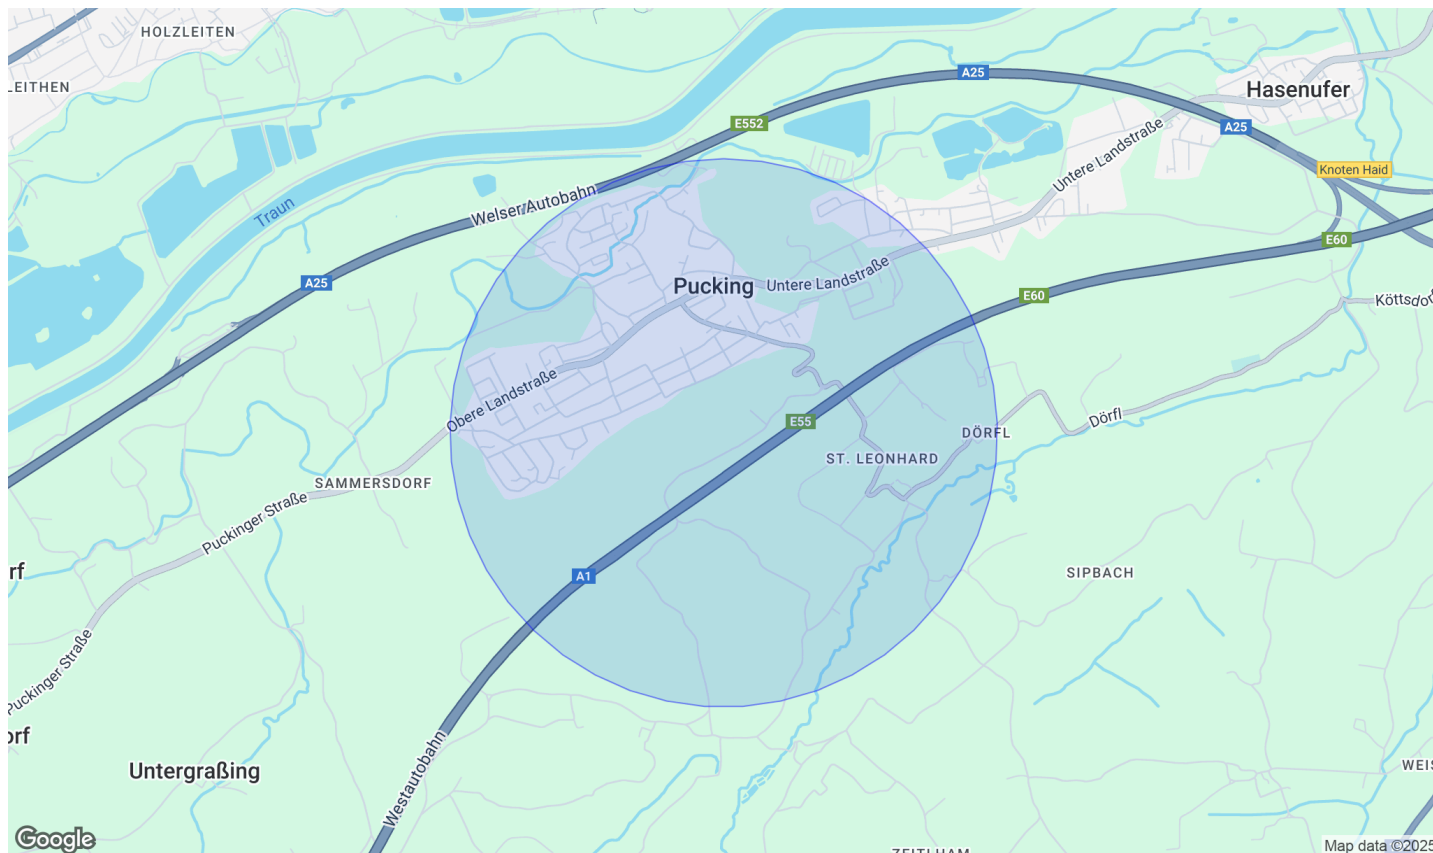 HOLZLEITEN
LEITHEN
A25
Hasenufer
E552
A25
Untere Landstraße
Knoten Haid
Welser Autobahn
Traun
E60
A25
Pucking
Untere Landstraße
E60
Köttsdorf
Obere Landstraße
E55
Dörfl
DÖRFL
ST. LEONHARD
SAMMERSDORF
Puckinger Straße
rf
A1
SIPBACH
Puckinger Straße
orf
Untergraßing
Westautobahn
WEIS
Google
Map data ©2025